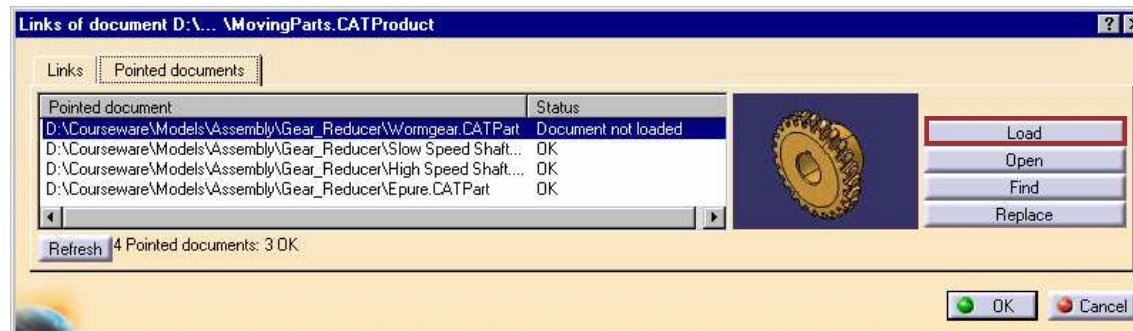 Links of document D:\... \MovingParts.CATProduct
Links Pointed documents
Pointed document Status
D:\Courseware\Models\Assembly\Gear_Reducer\Wormgear.CATPart Document not loaded
D:\Courseware\Models\Assembly\Gear_Reducer\Slow Speed Shaft... OK
D:\Courseware\Models\Assembly\Gear_Reducer\High Speed Shaft.... OK
D:\Courseware\Models\Assembly\Gear_Reducer\Epure.CATPart OK
Load
Open
Find
Replace
Refresh 4 Pointed documents: 3 OK
OK Cancel